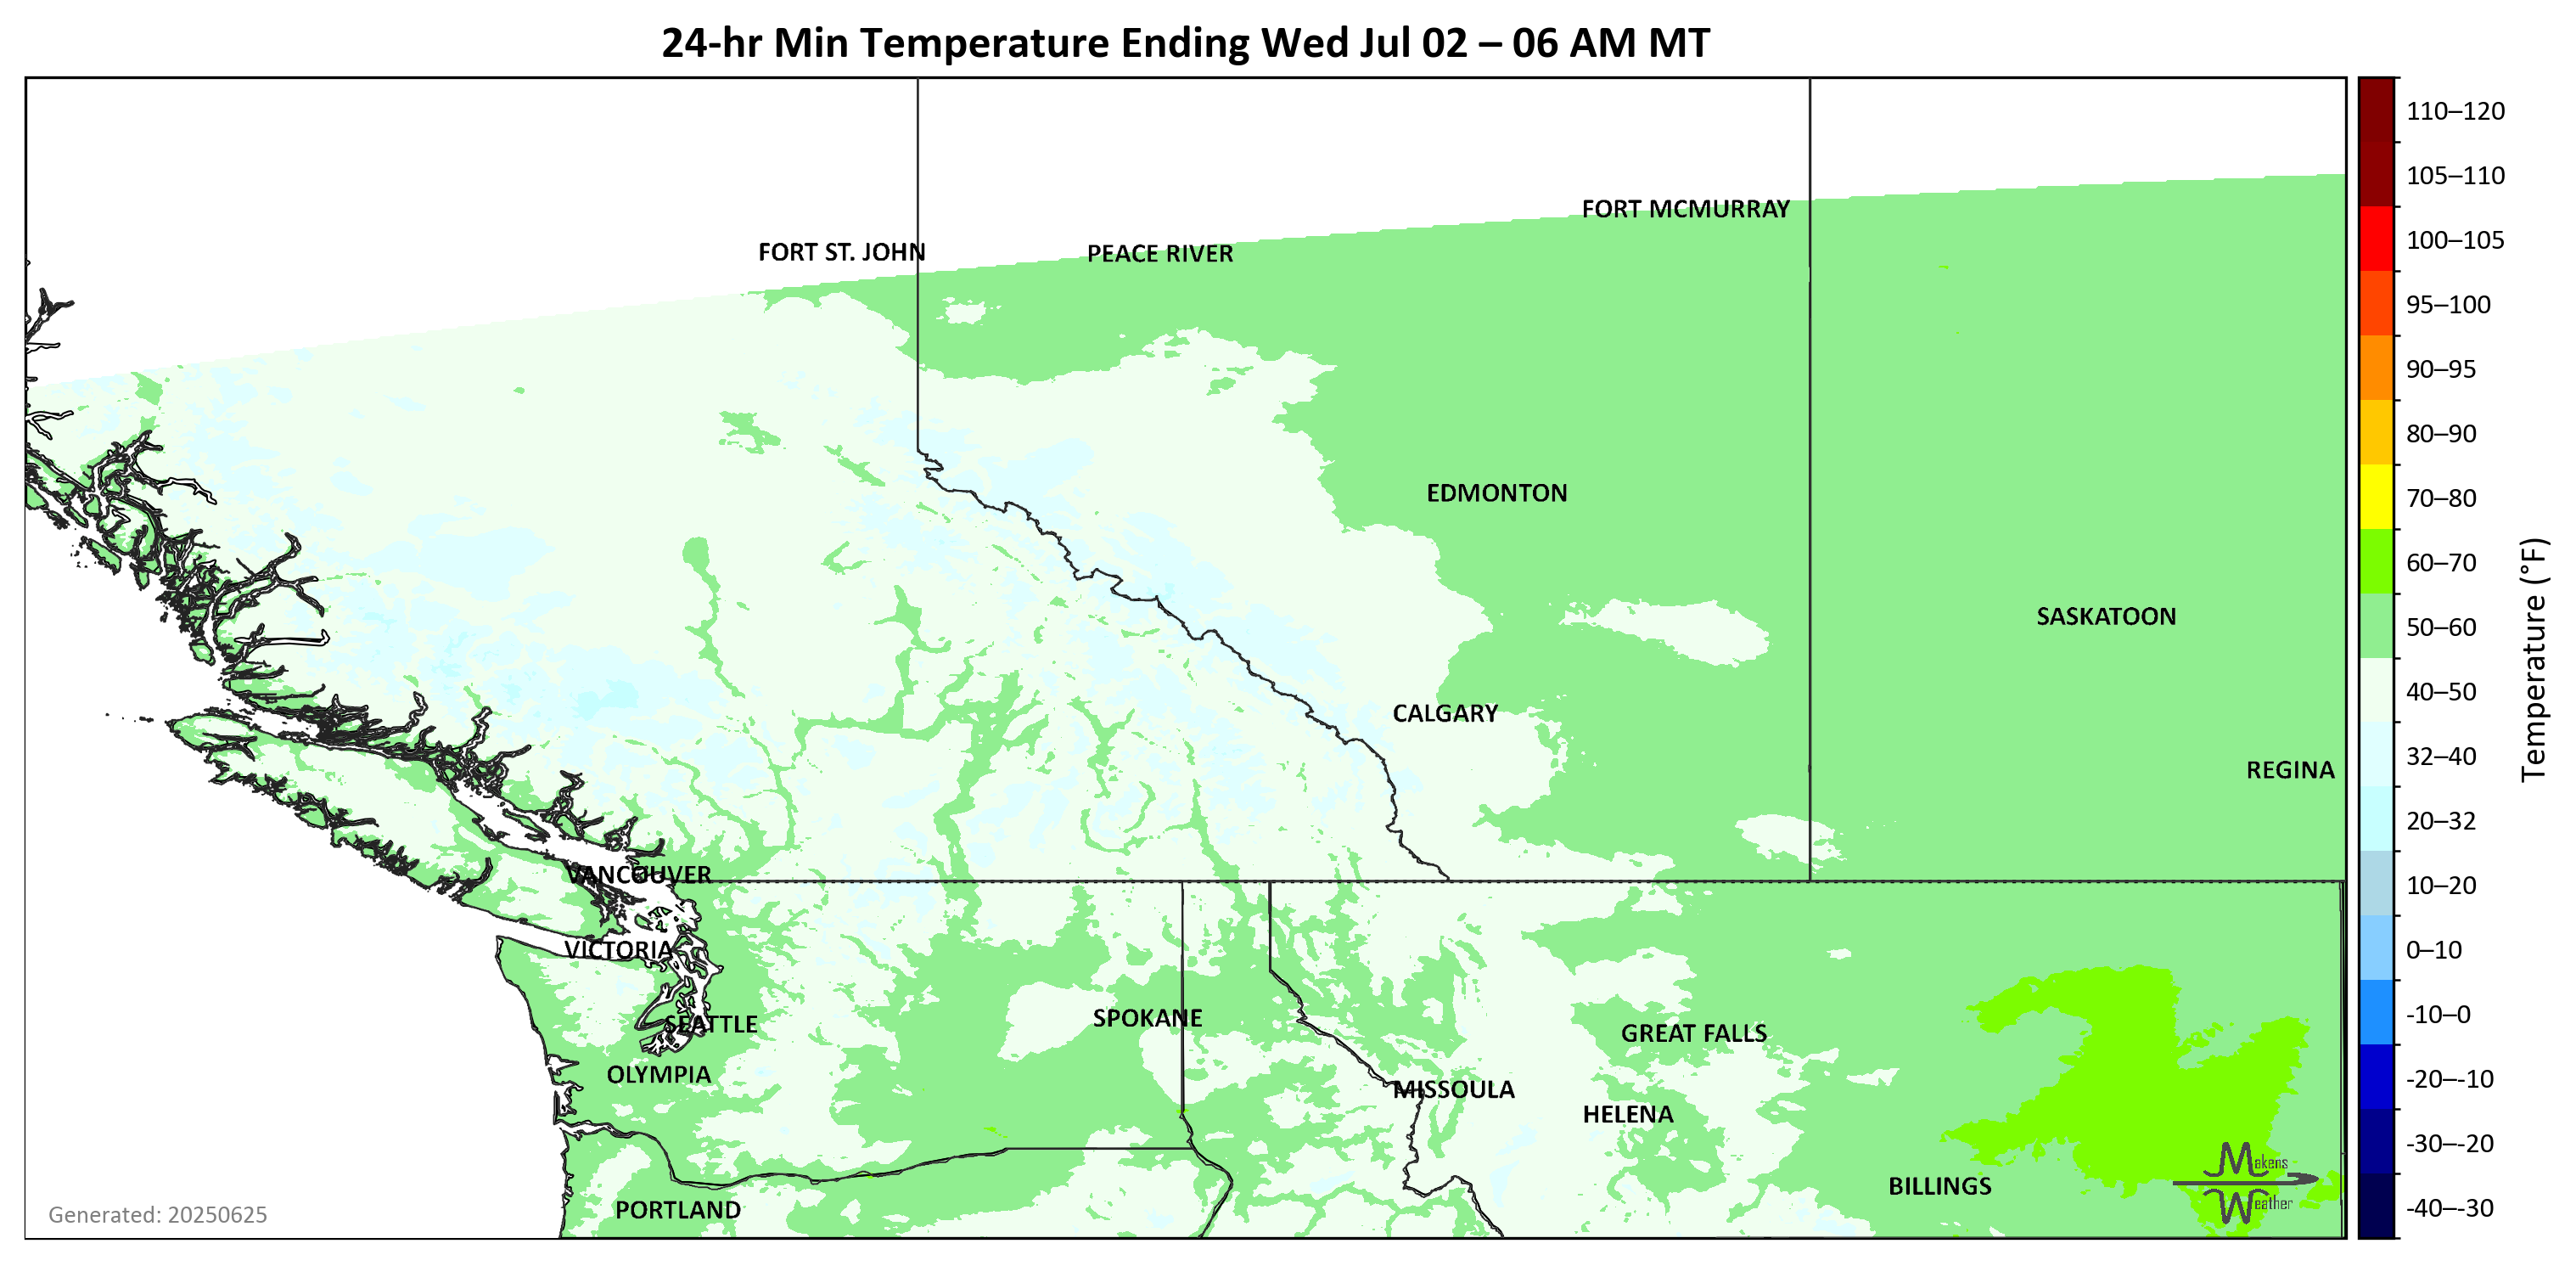 24-hr Min Temperature Ending Wed Jul 02 – 06 AM MT
FORT MCMURRAY
FORT ST. JOHN
PEACE RIVER
EDMONTON
SASKATOON
CALGARY
REGINA
VANCOUVER
VICTORIA
SEATTLE
SPOKANE
GREAT FALLS
OLYMPIA
MISSOULA
HELENA
BILLINGS
PORTLAND
Makens
Weather
Generated: 20250625
110–120
105–110
100–105
95–100
90–95
80–90
70–80
60–70
50–60
40–50
32–40
20–32
10–20
0–10
-10–0
-20–-10
-30–-20
-40–-30
Temperature (°F)